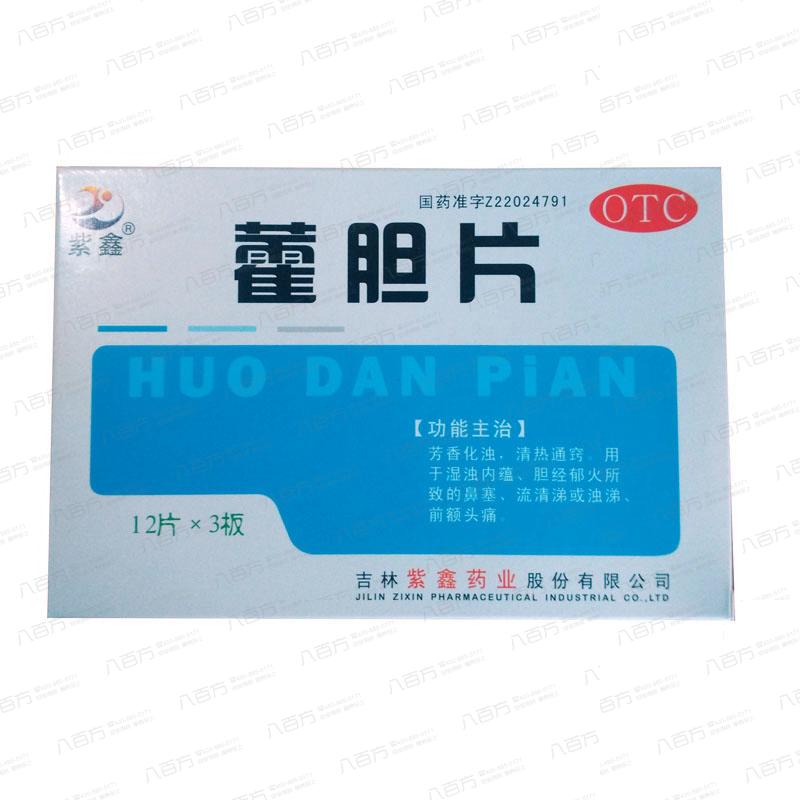 国药准字Z22024791
OTC
紫鑫®
藿胆片
HUO DAN PiAN
【功能主治】
芳香化浊，清热通窍。用
于湿浊内蕴、胆经郁火所
致的鼻塞、流清涕或浊涕、
前额头痛。
12片×3板
吉林紫鑫药业股份有限公司
JILIN ZIXIN PHARMACEUTICAL INDUSTRIAL CO.,LTD
八百方